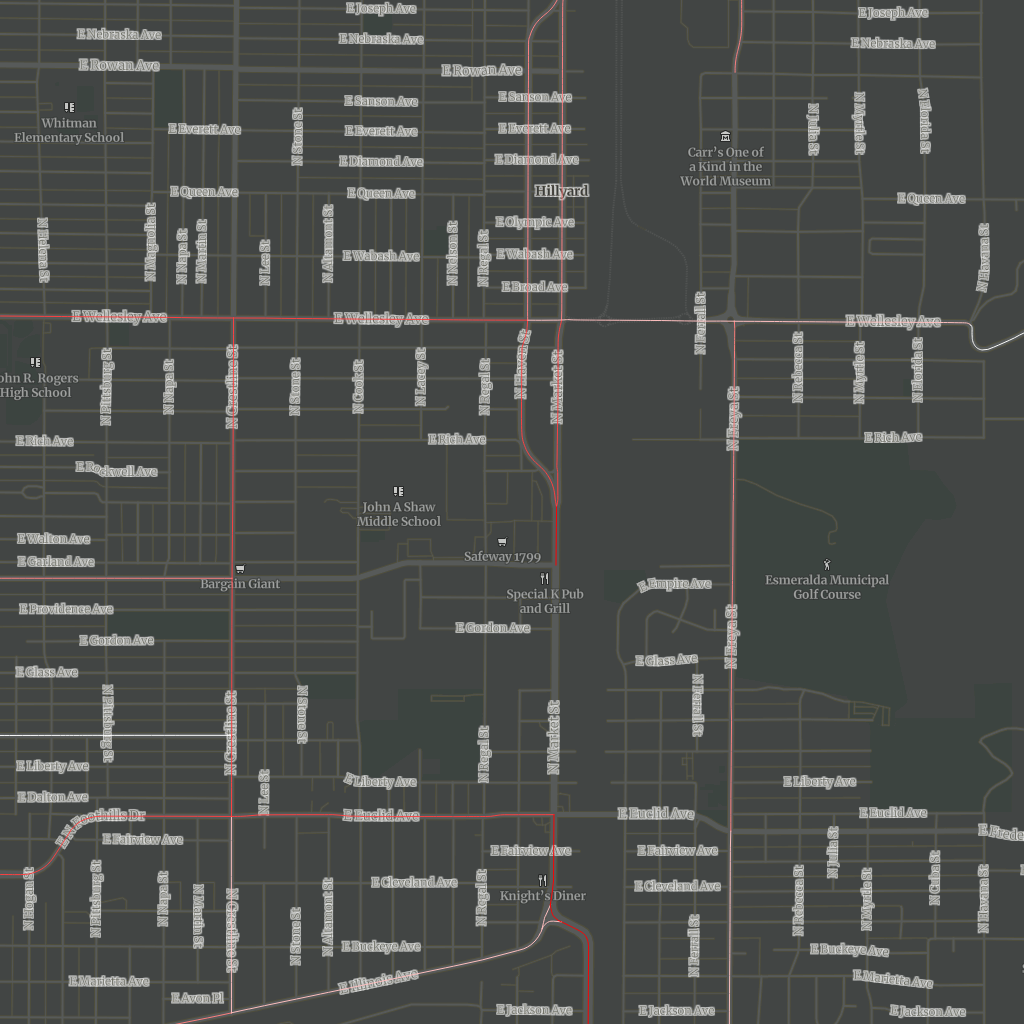 E Joseph Ave
E Joseph Ave
E Nebraska Ave
E Nebraska Ave
E Nebraska Ave
E Rowan Ave
E Rowan Ave
E Sanson Ave
E Sanson Ave
Whitman
Elementary School
E Everett Ave
E Everett Ave
E Everett Ave
N Stone St
N Julia St
N Myrtle St
N Florida St
Carr's One of
a Kind in the
World Museum
E Diamond Ave
E Diamond Ave
E Queen Ave
E Queen Ave
E Queen Ave
Hillyard
E Olympic Ave
N Magnolia St
N Napa St
N Martin St
N Lee St
N Altamont St
N Nelson St
N Regal St
N Havana St
E Wabash Ave
E Wabash Ave
E Broad Ave
E Wellesley Ave
E Wellesley Ave
E Wellesley Ave
N Ferrall St
John R. Rogers
High School
N Pittsburg St
N Napa St
N Crestline St
N Stone St
N Cook St
N Lacey St
N Regal St
N Haven St
N Market St
N Freya St
N Rebecca St
N Myrtle St
N Florida St
E Rich Ave
E Rich Ave
E Rich Ave
E Rockwell Ave
John A Shaw
Middle School
E Walton Ave
E Garland Ave
Safeway 1799
Bargain Giant
Special K Pub
and Grill
E Empire Ave
Esmeralda Municipal
Golf Course
E Providence Ave
E Gordon Ave
E Gordon Ave
N Freya St
E Glass Ave
E Glass Ave
N Pittsburg St
N Crestline St
N Stone St
N Regal St
N Market St
N Ferrall St
E Liberty Ave
E Liberty Ave
E Liberty Ave
E Dalton Ave
N Lee St
E N Foothills Dr
E Euclid Ave
E Euclid Ave
E Euclid Ave
E Fairview Ave
E Fairview Ave
E Fairview Ave
N Julia St
N Hogan St
N Pittsburg St
N Napa St
N Crestline St
N Stone St
N Altamont St
E Cleveland Ave
E Cleveland Ave
N Regal St
Knight's Diner
N Ferrall St
N Rebecca St
N Myrtle St
N Cuba St
N Havana St
E Buckeye Ave
E Buckeye Ave
E Marietta Ave
E Marietta Ave
E Illinois Ave
E Avon Pl
E Jackson Ave
E Jackson Ave
E Jackson Ave